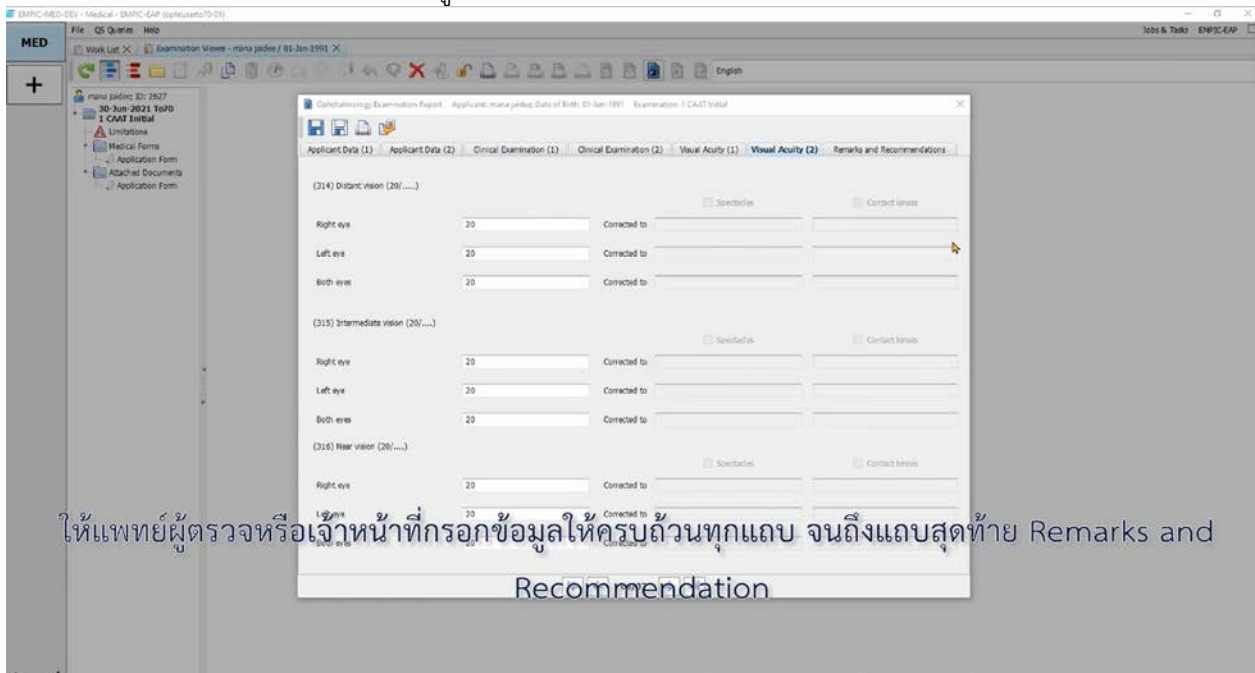 EMPIC-MED-DEV - Medical - EMPIC-EAP (ophteuserto70-01)
File QS Queries Help
Jobs & Tasks EMPIC-EAP
MED
Work List Examination Viewer - mana jaidee / 01-Jan-1991
English
mana jaidee; ID: 2627
30-Jun-2021 To70
1 CAAT Initial
Limitations
Medical Forms
Application Form
Attached Documents
Application Form
Ophthalmology Examination Report Applicant: mana jaidee; Date of Birth: 01-Jan-1991 Examination: 1 CAAT Initial
Applicant Data (1) Applicant Data (2) Clinical Examination (1) Clinical Examination (2) Visual Acuity (1) Visual Acuity (2) Remarks and Recommendations
(314) Distant vision (20/.....)
Spectacles Contact lenses
Right eye 20 Corrected to
Left eye 20 Corrected to
Both eyes 20 Corrected to
(315) Intermediate vision (20/....)
Spectacles Contact lenses
Right eye 20 Corrected to
Left eye 20 Corrected to
Both eyes 20 Corrected to
(316) Near vision (20/....)
Spectacles Contact lenses
Right eye 20 Corrected to
Left eye 20 Corrected to
Both eyes 20 Corrected to
ให้แพทย์ผู้ตรวจหรือเจ้าหน้าที่กรอกข้อมูลให้ครบถ้วนทุกแถบ จนถึงแถบสุดท้าย Remarks and
Recommendation